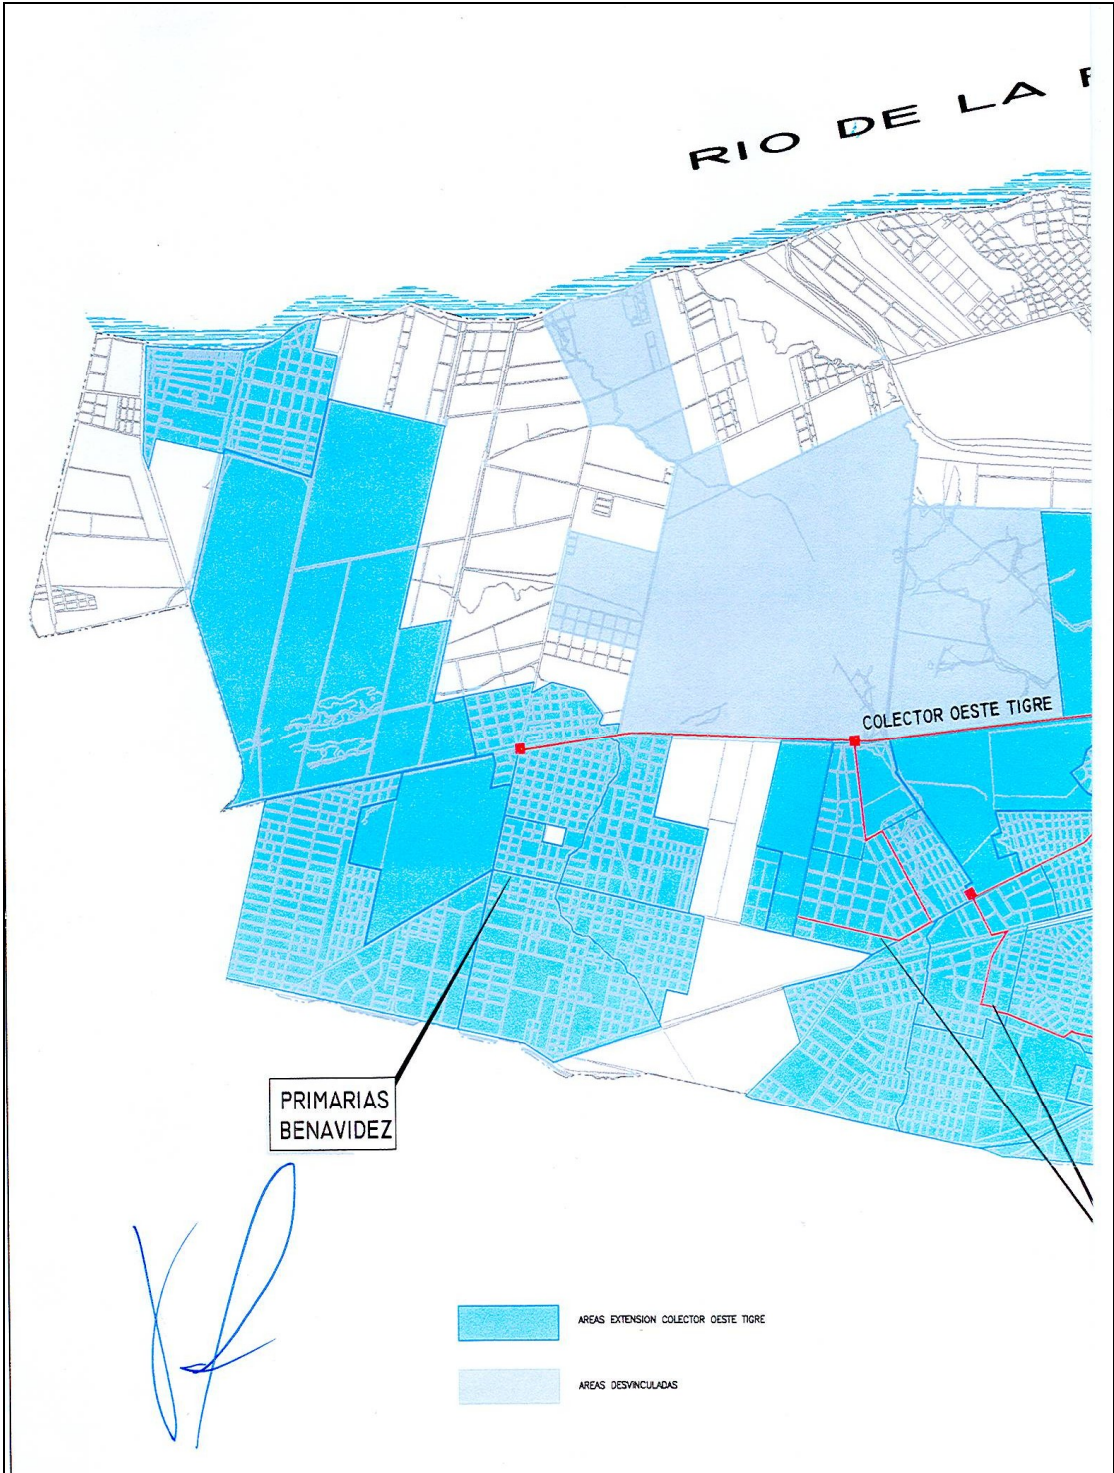 RIO DE LA
COLECTOR OESTE TIGRE
PRIMARIAS
BENAVIDEZ
AREAS EXTENSION COLECTOR OESTE TIGRE
AREAS DESVINCULADAS